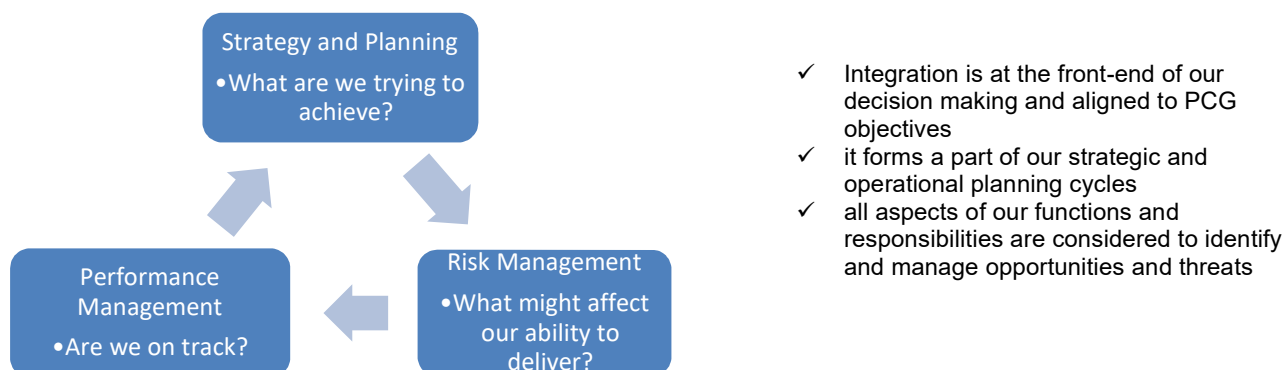 Strategy and Planning
•What are we trying to
achieve?
Performance
Management
•Are we on track?
Risk Management
•What might affect
our ability to
deliver?
✓ Integration is at the front-end of our
decision making and aligned to PCG
objectives
✓ it forms a part of our strategic and
operational planning cycles
✓ all aspects of our functions and
responsibilities are considered to identify
and manage opportunities and threats